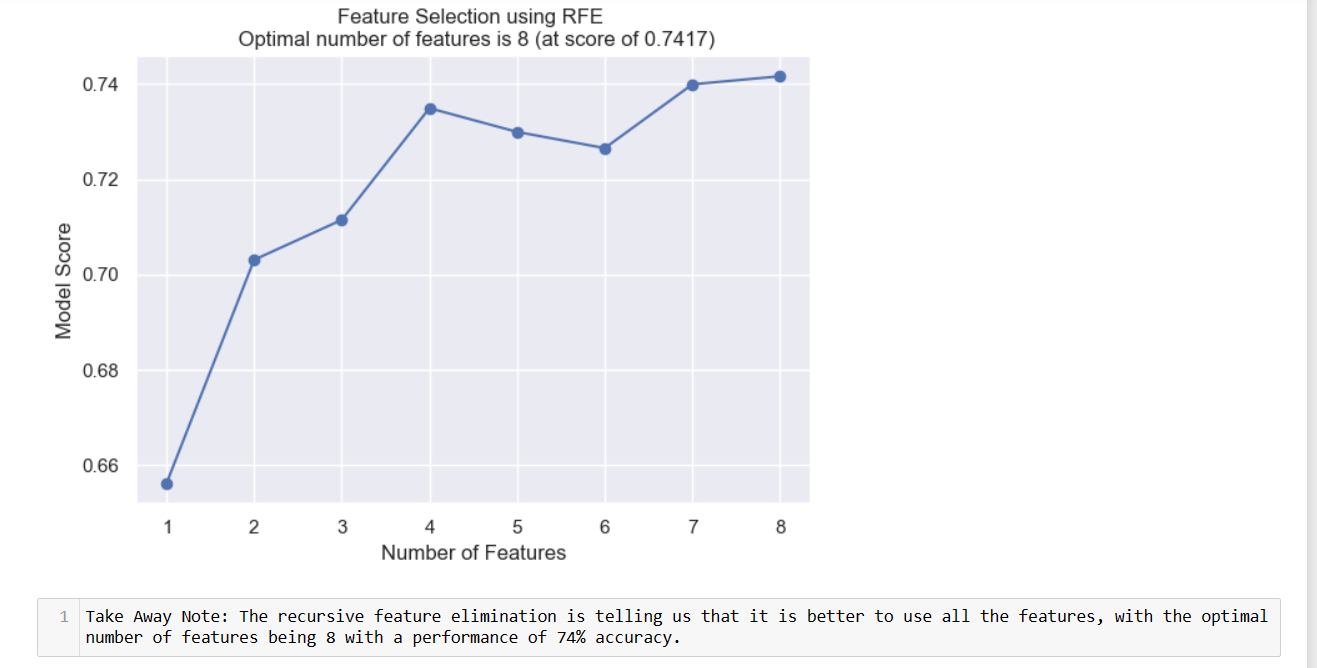 Feature Selection using RFE
Optimal number of features is 8 (at score of 0.7417)
0.74
0.72
0.70
0.68
0.66
Model Score
1 2 3 4 5 6 7 8
Number of Features
1 Take Away Note: The recursive feature elimination is telling us that it is better to use all the features, with the optimal
number of features being 8 with a performance of 74% accuracy.